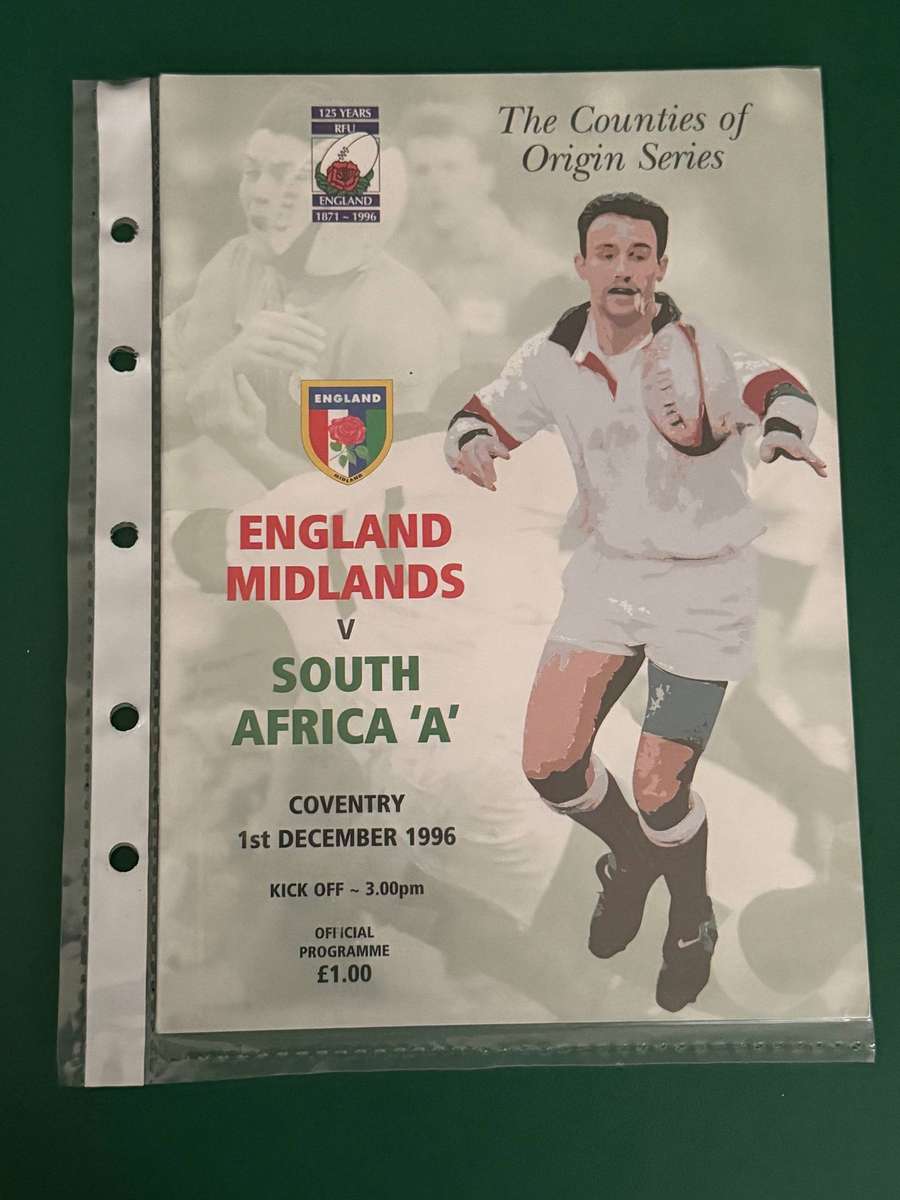 125 YEARS
RFU
ENGLAND
1871 ~ 1996
The Counties of
Origin Series
ENGLAND
MIDLAND
ENGLAND
MIDLANDS
V
SOUTH
AFRICA 'A'
COVENTRY
1st DECEMBER 1996
KICK OFF ~ 3.00pm
OFFICIAL
PROGRAMME
£1.00